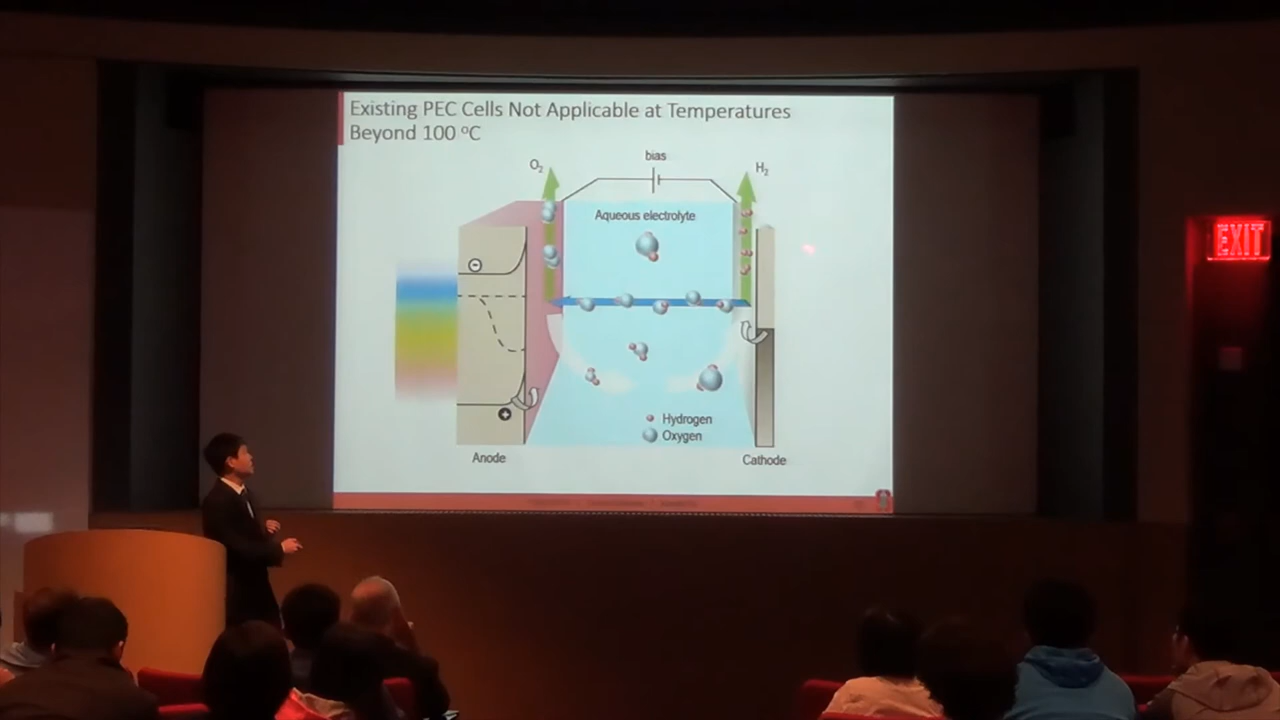 Existing PEC Cells Not Applicable at Temperatures
Beyond 100 °C
bias
O2
H2
Aqueous electrolyte
EXIT
Hydrogen
Oxygen
Anode
Cathode